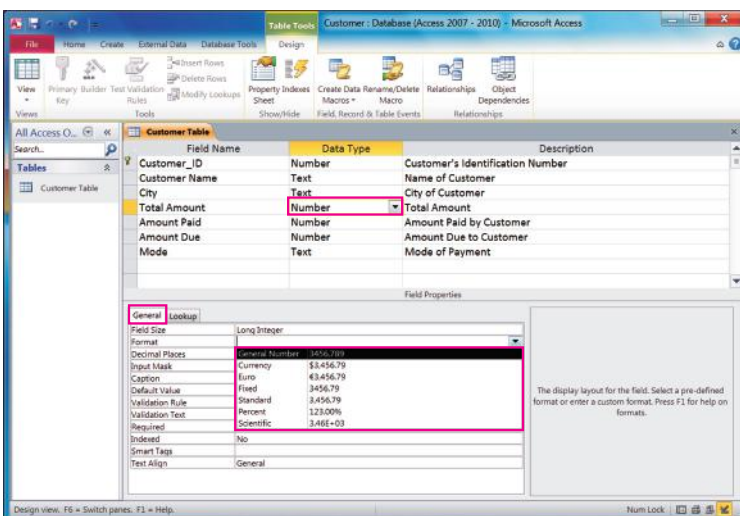 Table Tools
Customer : Database (Access 2007 - 2010) - Microsoft Access
File Home Create External Data Database Tools Design
View Primary Key Builder Test Validation Rules Insert Rows Delete Rows Modify Lookups Property Sheet Indexes Create Data Macros Rename/Delete Macro Relationships Object Dependencies
Views Tools Show/Hide Field, Record & Table Events Relationships
All Access O... «
Search...
Tables
Customer Table
Customer Table
Field Name Data Type Description
Customer_ID Number Customer's Identification Number
Customer Name Text Name of Customer
City Text City of Customer
Total Amount Number Total Amount
Amount Paid Number Amount Paid by Customer
Amount Due Number Amount Due to Customer
Mode Text Mode of Payment
Field Properties
General Lookup
Field Size Long Integer
Format
Decimal Places General Number 3456.789
Input Mask Currency $3,456.79
Caption Euro €3,456.79
Default Value Fixed 3456.79
Validation Rule Standard 3,456.79
Validation Text Percent 123.00%
Required Scientific 3.46E+03
Indexed No
Smart Tags
Text Align General
The display layout for the field. Select a pre-defined
format or enter a custom format. Press F1 for help on
formats.
Design view. F6 = Switch panes. F1 = Help. Num Lock